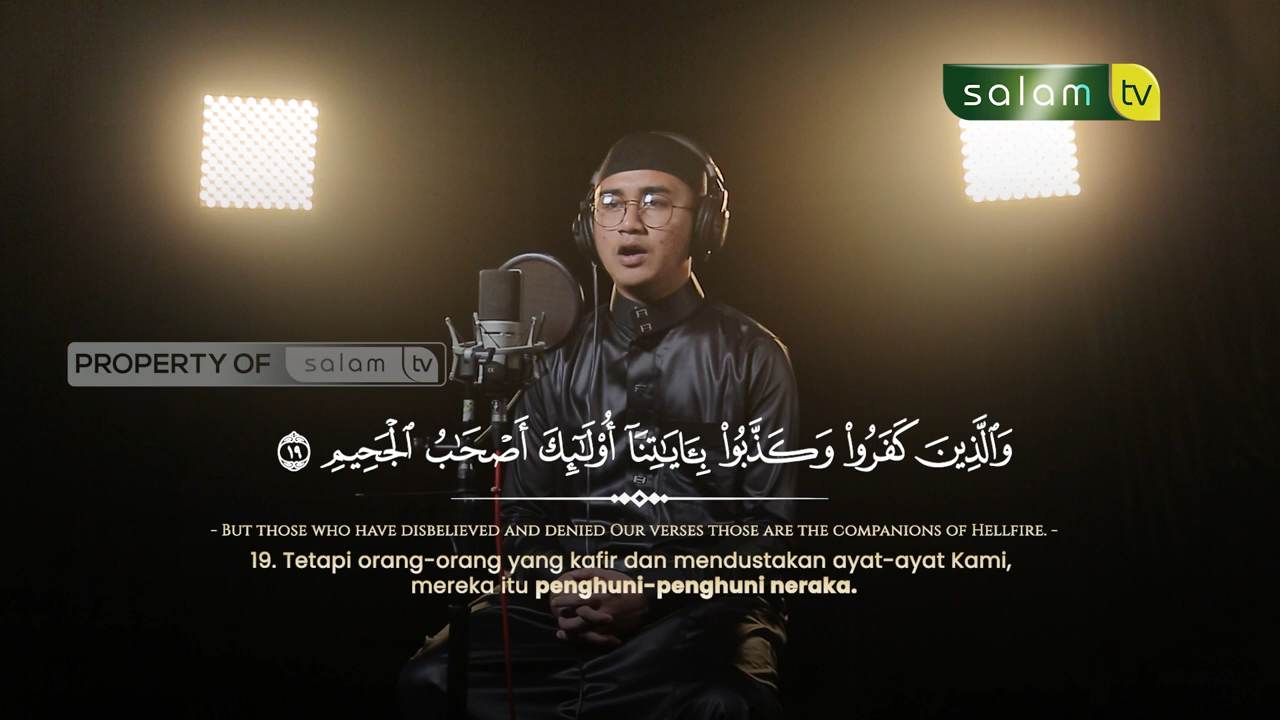 salam tv
PROPERTY OF salam tv
وَٱلَّذِينَ كَفَرُوا۟ وَكَذَّبُوا۟ بِـَٔايَـٰتِنَآ أُو۟لَـٰٓئِكَ أَصْحَـٰبُ ٱلْجَحِيمِ ١٩
- But those who have disbelieved and denied Our verses those are the companions of Hellfire. -
19. Tetapi orang-orang yang kafir dan mendustakan ayat-ayat Kami,
mereka itu penghuni-penghuni neraka.